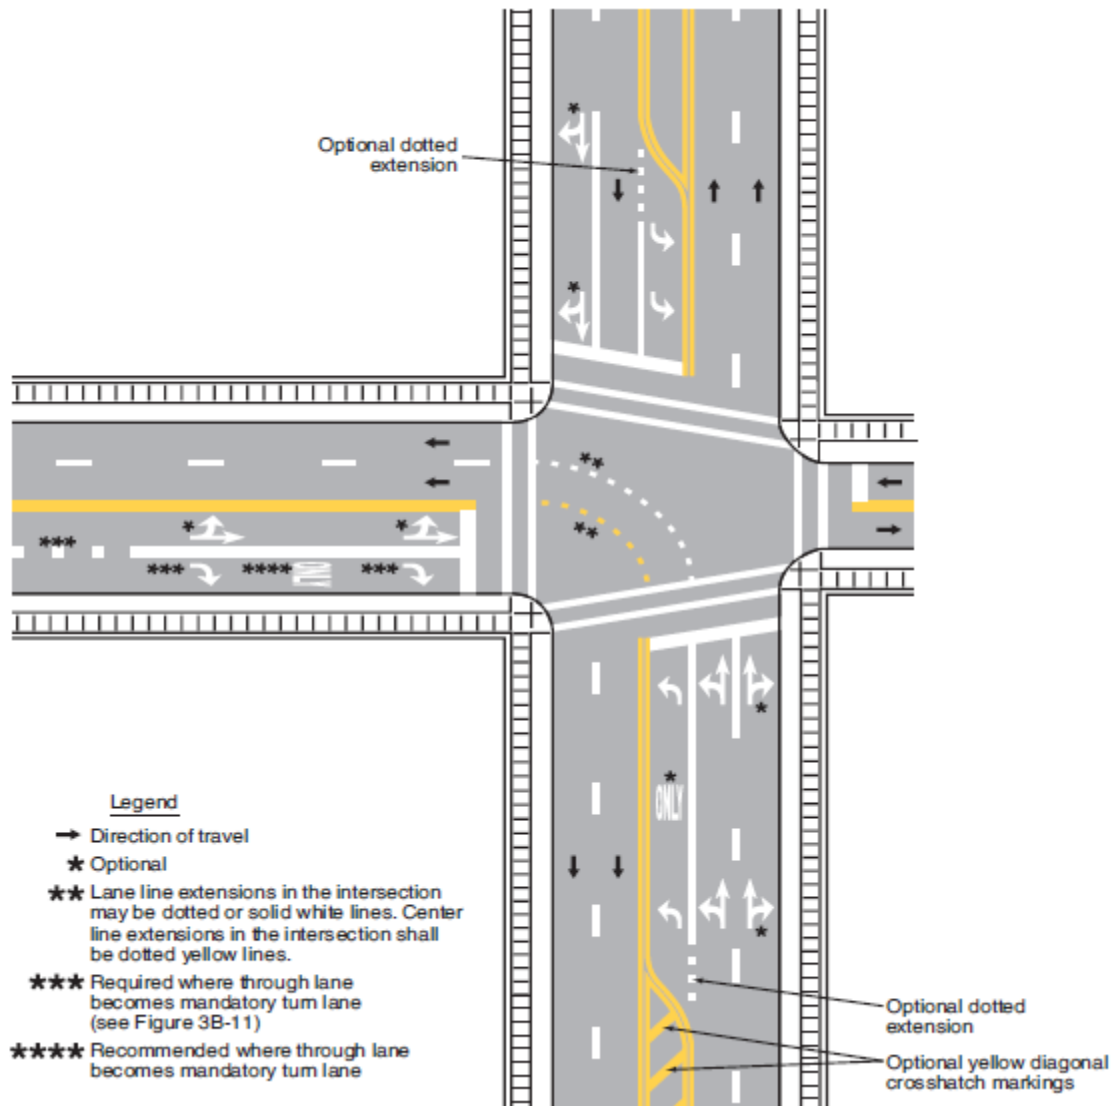 *
Optional dotted
extension
*
**
*
*
***
**
***
****
ONLY
***
*
*
ONLY
*
Legend
Direction of travel
* Optional
** Lane line extensions in the intersection
may be dotted or solid white lines. Center
line extensions in the intersection shall
be dotted yellow lines.
*** Required where through lane
becomes mandatory turn lane
(see Figure 3B-11)
**** Recommended where through lane
becomes mandatory turn lane
Optional dotted
extension
Optional yellow diagonal
crosshatch markings